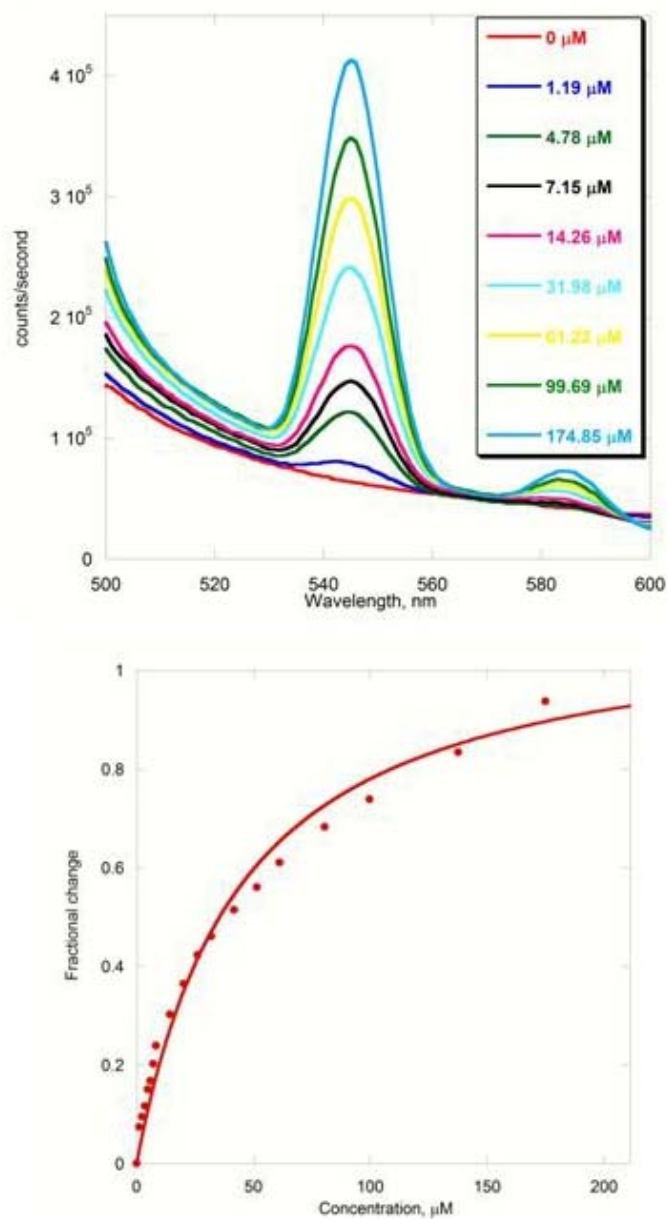 4 10⁵
3 10⁵
2 10⁵
1 10⁵
0
counts/second
500
520
540
560
580
600
Wavelength, nm
0 μM
1.19 μM
4.78 μM
7.15 μM
14.26 μM
31.98 μM
61.22 μM
99.69 μM
174.85 μM
1
0.8
0.6
0.4
0.2
0
Fractional change
0
50
100
150
200
Concentration, μM